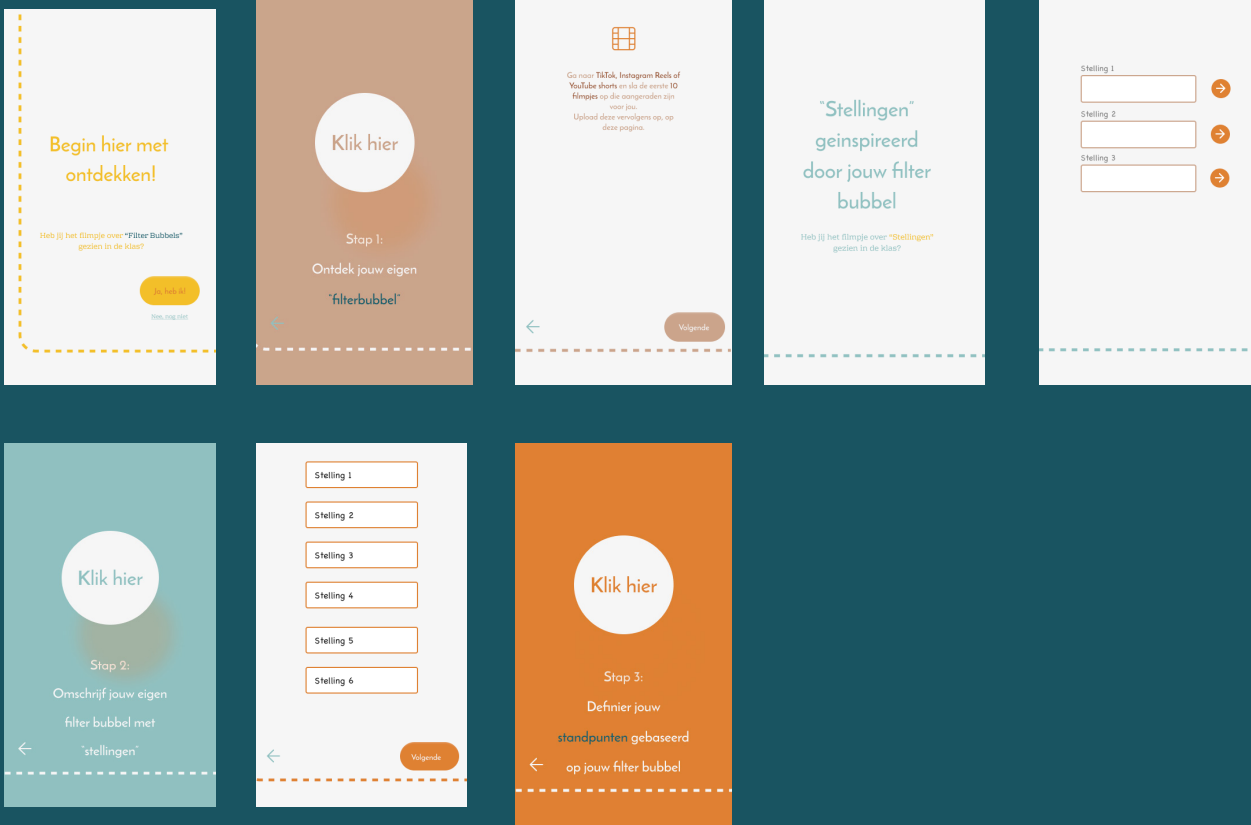 Begin hier met
ontdekken!
Heb jij het filmpje over “Filter Bubbels”
gezien in de klas?
Ja, heb ik!
Nee, nog niet
Klik hier
Stap 1:
Ontdek jouw eigen
“filterbubbel”
Ga naar TikTok, Instagram Reels of
YouTube shorts en sla de eerste 10
filmpjes op die aangeraden zijn
voor jou.
Upload deze vervolgens op, op
deze pagina.
Volgende
“Stellingen”
geinspireerd
door jouw filter
bubbel
Heb jij het filmpje over “Stellingen”
gezien in de klas?
Stelling 1
Stelling 2
Stelling 3
Klik hier
Stap 2:
Omschrijf jouw eigen
filter bubbel met
“stellingen”
Stelling 1
Stelling 2
Stelling 3
Stelling 4
Stelling 5
Stelling 6
Volgende
Klik hier
Stap 3:
Definier jouw
standpunten gebaseerd
op jouw filter bubbel